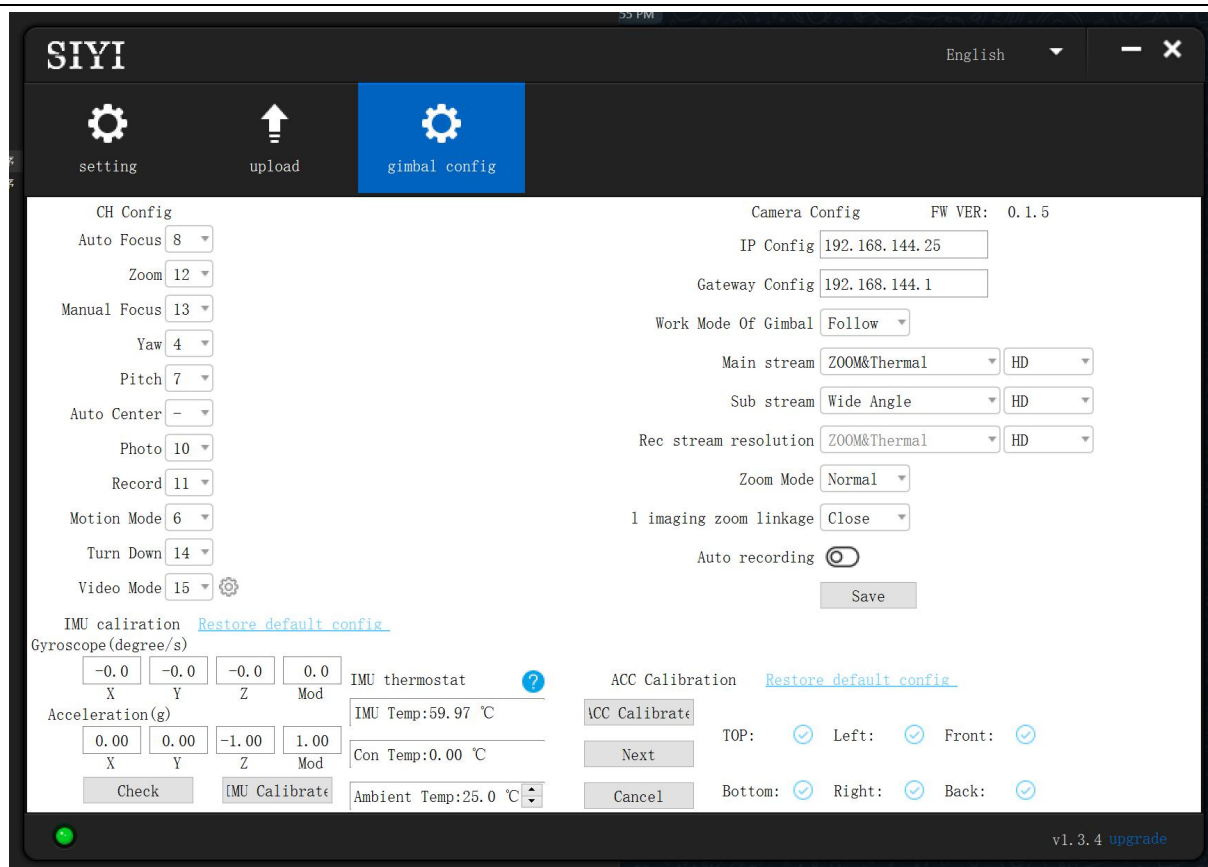 55 PM
SIYI
English
setting
upload
gimbal config
CH Config
Auto Focus 8
Zoom 12
Manual Focus 13
Yaw 4
Pitch 7
Auto Center -
Photo 10
Record 11
Motion Mode 6
Turn Down 14
Video Mode 15
Camera Config FW VER: 0.1.5
IP Config 192.168.144.25
Gateway Config 192.168.144.1
Work Mode Of Gimbal Follow
Main stream ZOOM&Thermal HD
Sub stream Wide Angle HD
Rec stream resolution ZOOM&Thermal HD
Zoom Mode Normal
l imaging zoom linkage Close
Auto recording
Save
IMU caliration Restore default config
Gyroscope(degree/s)
-0.0 -0.0 -0.0 0.0
X Y Z Mod
Acceleration(g)
0.00 0.00 -1.00 1.00
X Y Z Mod
Check IMU Calibrate
IMU thermostat ?
IMU Temp:59.97 ℃
Con Temp:0.00 ℃
Ambient Temp:25.0 ℃
ACC Calibration Restore default config
ACC Calibrate
Next
Cancel
TOP: Left: Front:
Bottom: Right: Back:
v1.3.4 upgrade